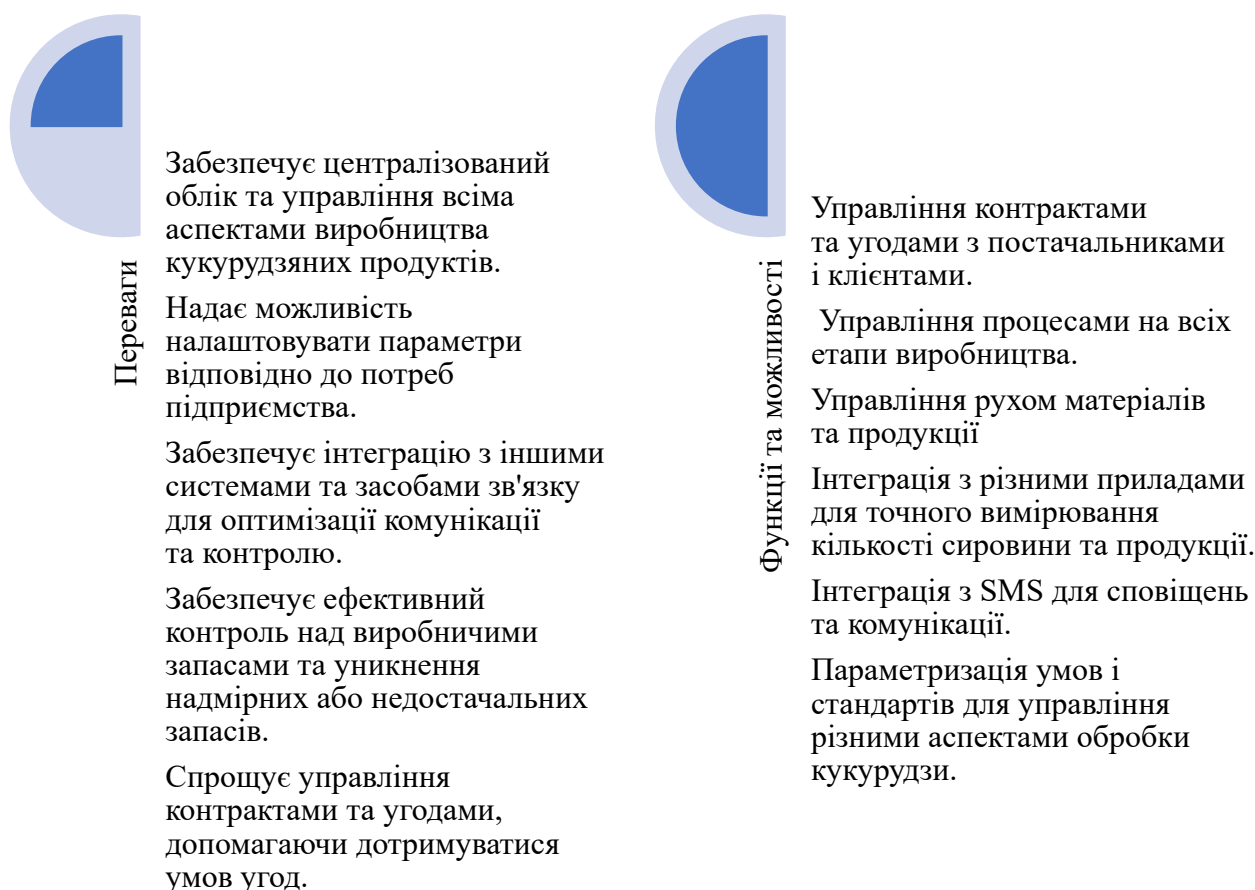 Переваги
Забезпечує централізований
облік та управління всіма
аспектами виробництва
кукурудзяних продуктів.
Надає можливість
налаштовувати параметри
відповідно до потреб
підприємства.
Забезпечує інтеграцію з іншими
системами та засобами зв'язку
для оптимізації комунікації
та контролю.
Забезпечує ефективний
контроль над виробничими
запасами та уникнення
надмірних або недостачальних
запасів.
Спрощує управління
контрактами та угодами,
допомагаючи дотримуватися
умов угод.
Функції та можливості
Управління контрактами
та угодами з постачальниками
і клієнтами.
Управління процесами на всіх
етапи виробництва.
Управління рухом матеріалів
та продукції
Інтеграція з різними приладами
для точного вимірювання
кількості сировини та продукції.
Інтеграція з SMS для сповіщень
та комунікації.
Параметризація умов і
стандартів для управління
різними аспектами обробки
кукурудзи.